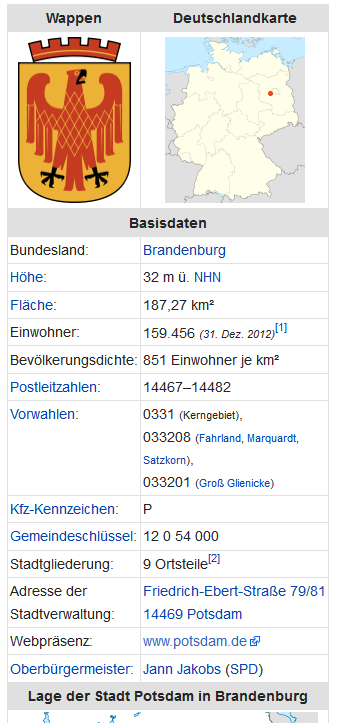 Wappen Deutschlandkarte
Basisdaten
Bundesland: Brandenburg
Höhe: 32 m ü. NHN
Fläche: 187,27 km²
Einwohner: 159.456 (31. Dez. 2012)[1]
Bevölkerungsdichte: 851 Einwohner je km²
Postleitzahlen: 14467–14482
Vorwahlen: 0331 (Kerngebiet),
033208 (Fahrland, Marquardt,
Satzkorn),
033201 (Groß Glienicke)
Kfz-Kennzeichen: P
Gemeindeschlüssel: 12 0 54 000
Stadtgliederung: 9 Ortsteile[2]
Adresse der Friedrich-Ebert-Straße 79/81
Stadtverwaltung: 14469 Potsdam
Webpräsenz: www.potsdam.de
Oberbürgermeister: Jann Jakobs (SPD)
Lage der Stadt Potsdam in Brandenburg